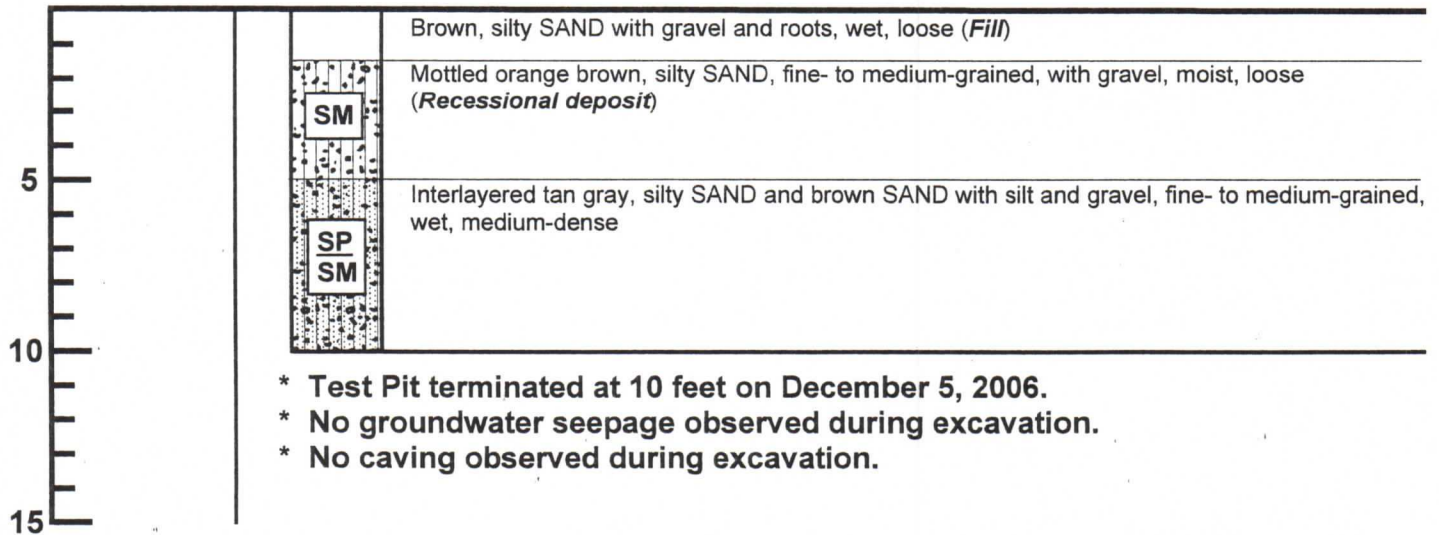 Brown, silty SAND with gravel and roots, wet, loose (Fill)
Mottled orange brown, silty SAND, fine- to medium-grained, with gravel, moist, loose
(Recessional deposit)
SM
5
Interlayered tan gray, silty SAND and brown SAND with silt and gravel, fine- to medium-grained,
wet, medium-dense
SP
SM
10
* Test Pit terminated at 10 feet on December 5, 2006.
* No groundwater seepage observed during excavation.
* No caving observed during excavation.
15